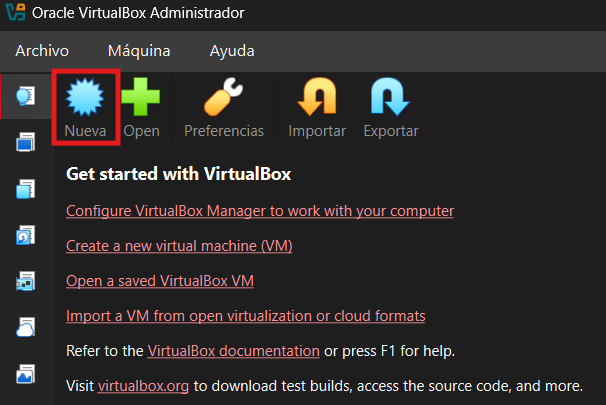 Oracle VirtualBox Administrador
Archivo Máquina Ayuda
Nueva Open Preferencias Importar Exportar
Get started with VirtualBox
Configure VirtualBox Manager to work with your computer
Create a new virtual machine (VM)
Open a saved VirtualBox VM
Import a VM from open virtualization or cloud formats
Refer to the VirtualBox documentation or press F1 for help.
Visit virtualbox.org to download test builds, access the source code, and more.